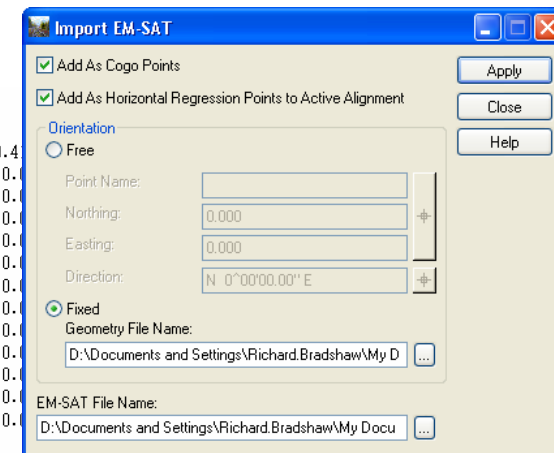 Import EM-SAT
Add As Cogo Points
Apply
Add As Horizontal Regression Points to Active Alignment
Close
Orientation
Help
Free
Point Name:
Northing:
0.000
Easting:
0.000
Direction:
N 0^00'00.00" E
Fixed
Geometry File Name:
D:\Documents and Settings\Richard.Bradshaw\My D
...
EM-SAT File Name:
D:\Documents and Settings\Richard.Bradshaw\My Docu
...